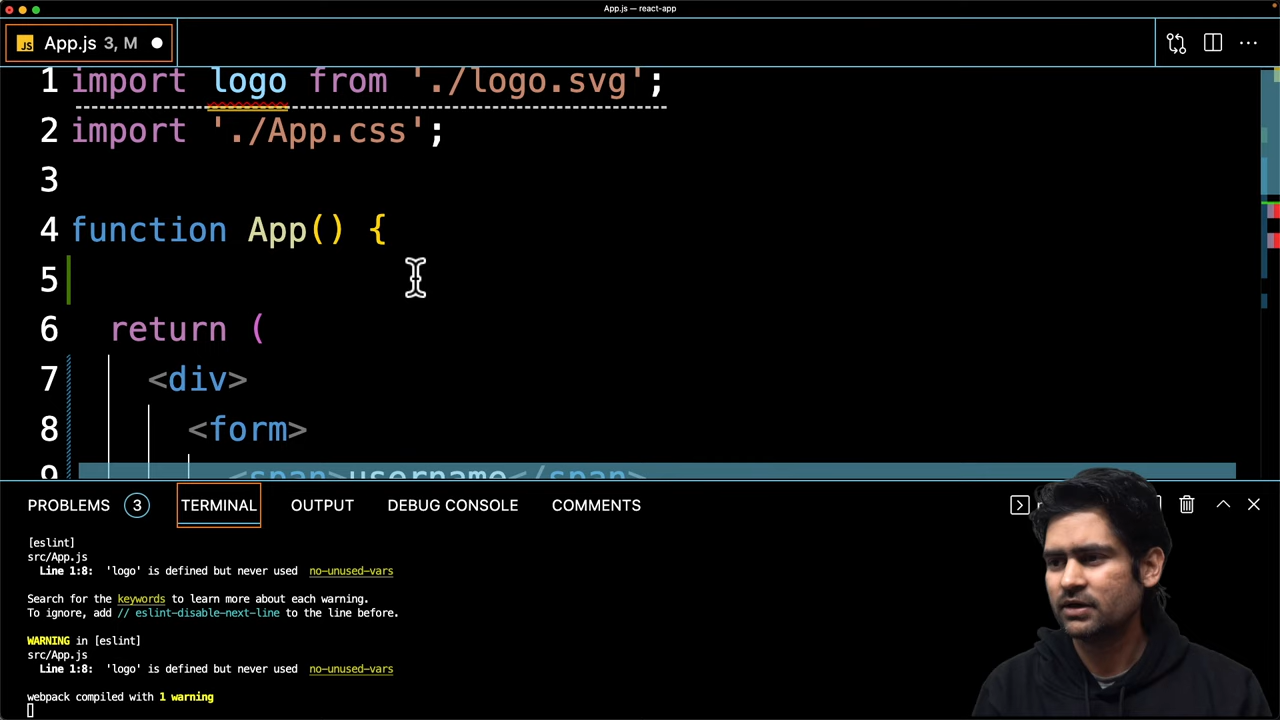 App.js — react-app
JS App.js 3, M
1 import logo from './logo.svg';
2 import './App.css';
3
4 function App() {
5
6 return (
7 <div>
8 <form>
9 <span>username</span>
PROBLEMS 3 TERMINAL OUTPUT DEBUG CONSOLE COMMENTS
[eslint]
src/App.js
Line 1:8: 'logo' is defined but never used no-unused-vars
Search for the keywords to learn more about each warning.
To ignore, add // eslint-disable-next-line to the line before.
WARNING in [eslint]
src/App.js
Line 1:8: 'logo' is defined but never used no-unused-vars
webpack compiled with 1 warning